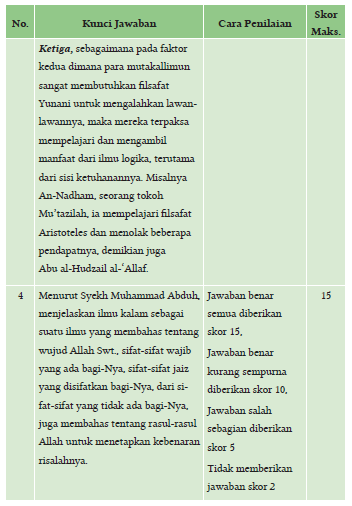 No. Kunci Jawaban Cara Penilaian Skor Maks.
Ketiga, sebagaimana pada faktor
kedua dimana para mutakallimun
sangat membutuhkan filsafat
Yunani untuk mengalahkan lawan-
lawannya, maka mereka terpaksa
mempelajari dan mengambil
manfaat dari ilmu logika, terutama
dari sisi ketuhanannya. Misalnya
An-Nadham, seorang tokoh
Mu’tazilah, ia mempelajari filsafat
Aristoteles dan menolak beberapa
pendapatnya, demikian juga
Abu al-Hudzail al-‘Allaf.
4
Menurut Syekh Muhammad Abduh,
menjelaskan ilmu kalam sebagai
suatu ilmu yang membahas tentang
wujud Allah Swt., sifat-sifat wajib
yang ada bagi-Nya, sifat-sifat jaiz
yang disifatkan bagi-Nya, dari si-
fat-sifat yang tidak ada bagi-Nya,
juga membahas tentang rasul-rasul
Allah untuk menetapkan kebenaran
risalahnya.
Jawaban benar
semua diberikan
skor 15,
Jawaban benar
kurang sempurna
diberikan skor 10,
Jawaban salah
sebagian diberikan
skor 5
Tidak memberikan
jawaban skor 2
15